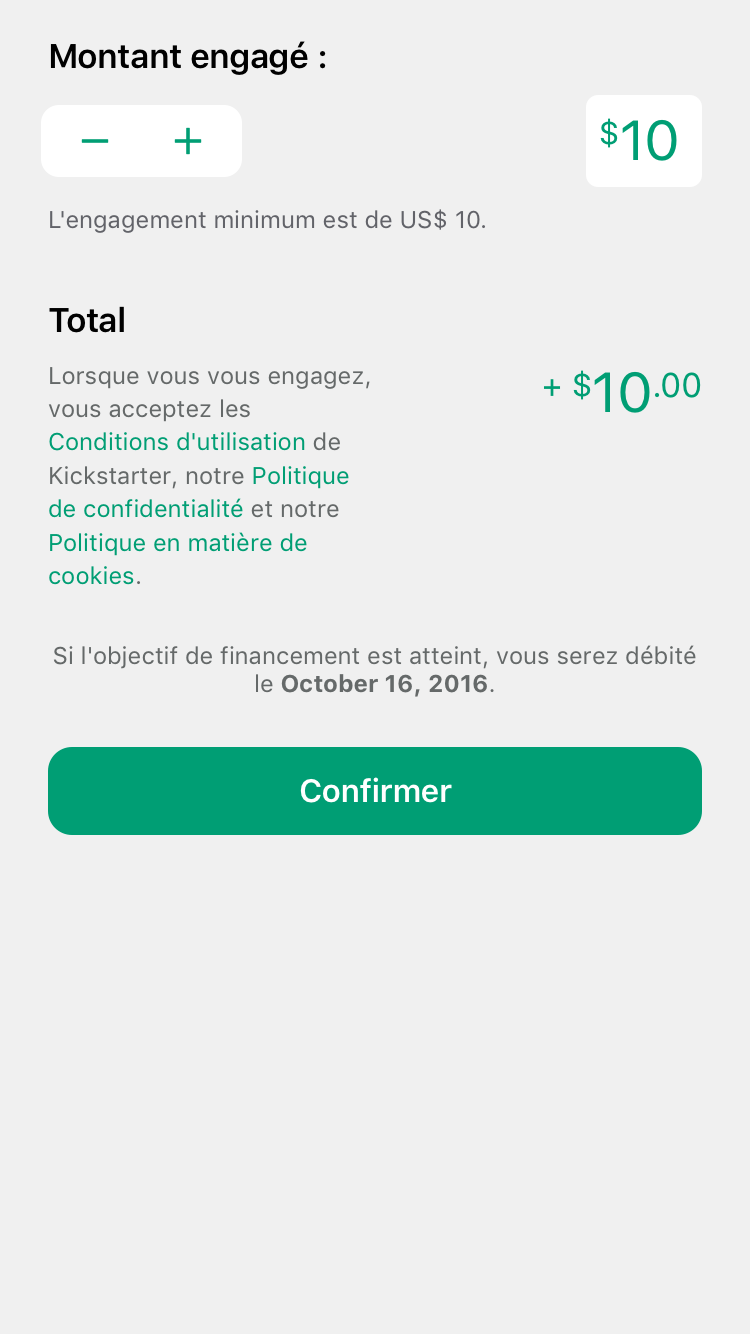 Montant engagé :
− +
$10
L'engagement minimum est de US$ 10.
Total
Lorsque vous vous engagez,
vous acceptez les
Conditions d'utilisation de
Kickstarter, notre Politique
de confidentialité et notre
Politique en matière de
cookies.
+ $10.00
Si l'objectif de financement est atteint, vous serez débité
le October 16, 2016.
Confirmer